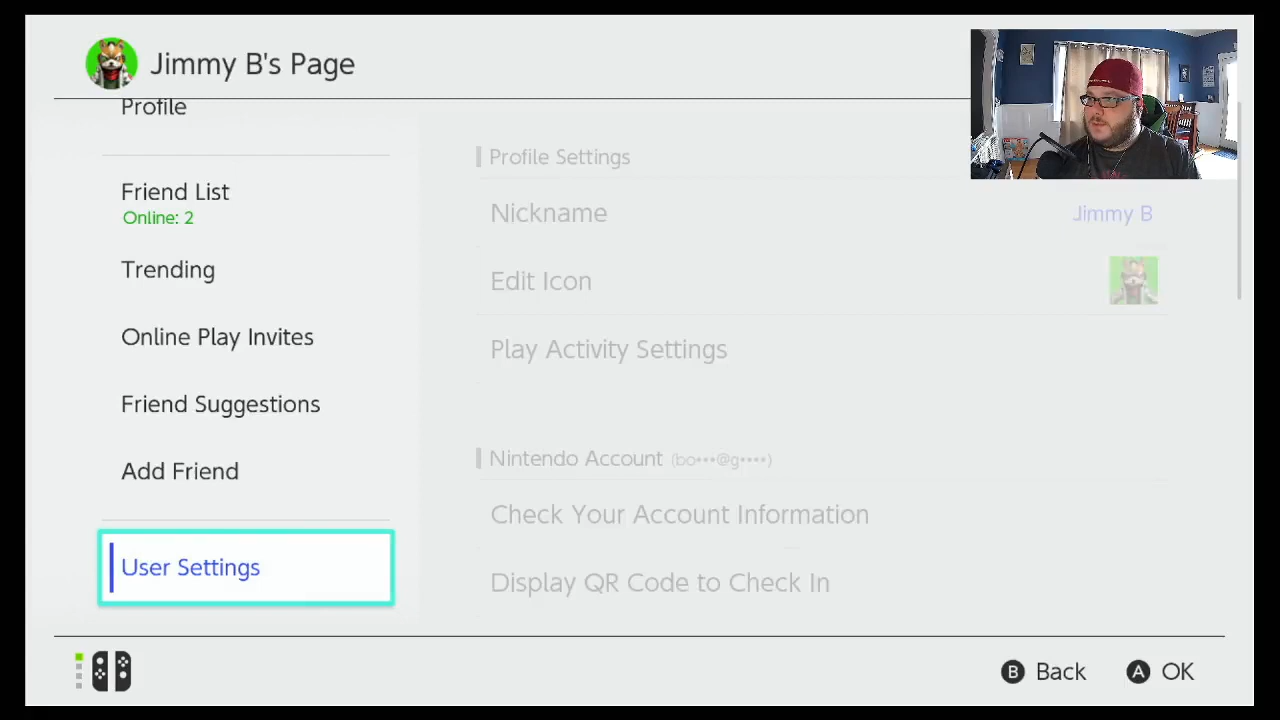 Jimmy B's Page
Profile
Friend List
Online: 2
Trending
Online Play Invites
Friend Suggestions
Add Friend
User Settings
Profile Settings
Nickname
Jimmy B
Edit Icon
Play Activity Settings
Nintendo Account (bo•••@g••••)
Check Your Account Information
Display QR Code to Check In
B Back
A OK